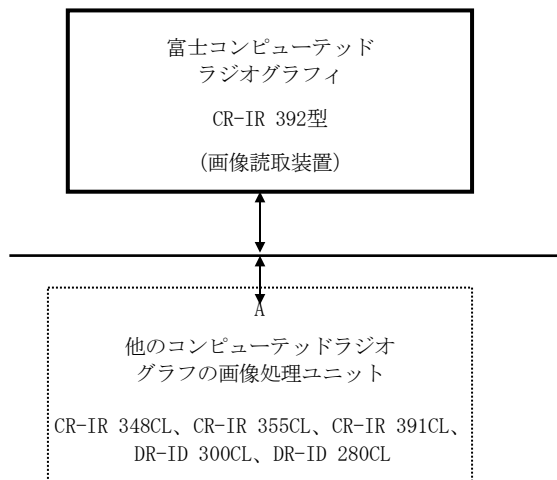 富士コンピューテッド
ラジオグラフィ
CR-IR 392型
(画像読取装置)
A
他のコンピューテッドラジオ
グラフの画像処理ユニット
CR-IR 348CL、CR-IR 355CL、CR-IR 391CL、
DR-ID 300CL、DR-ID 280CL